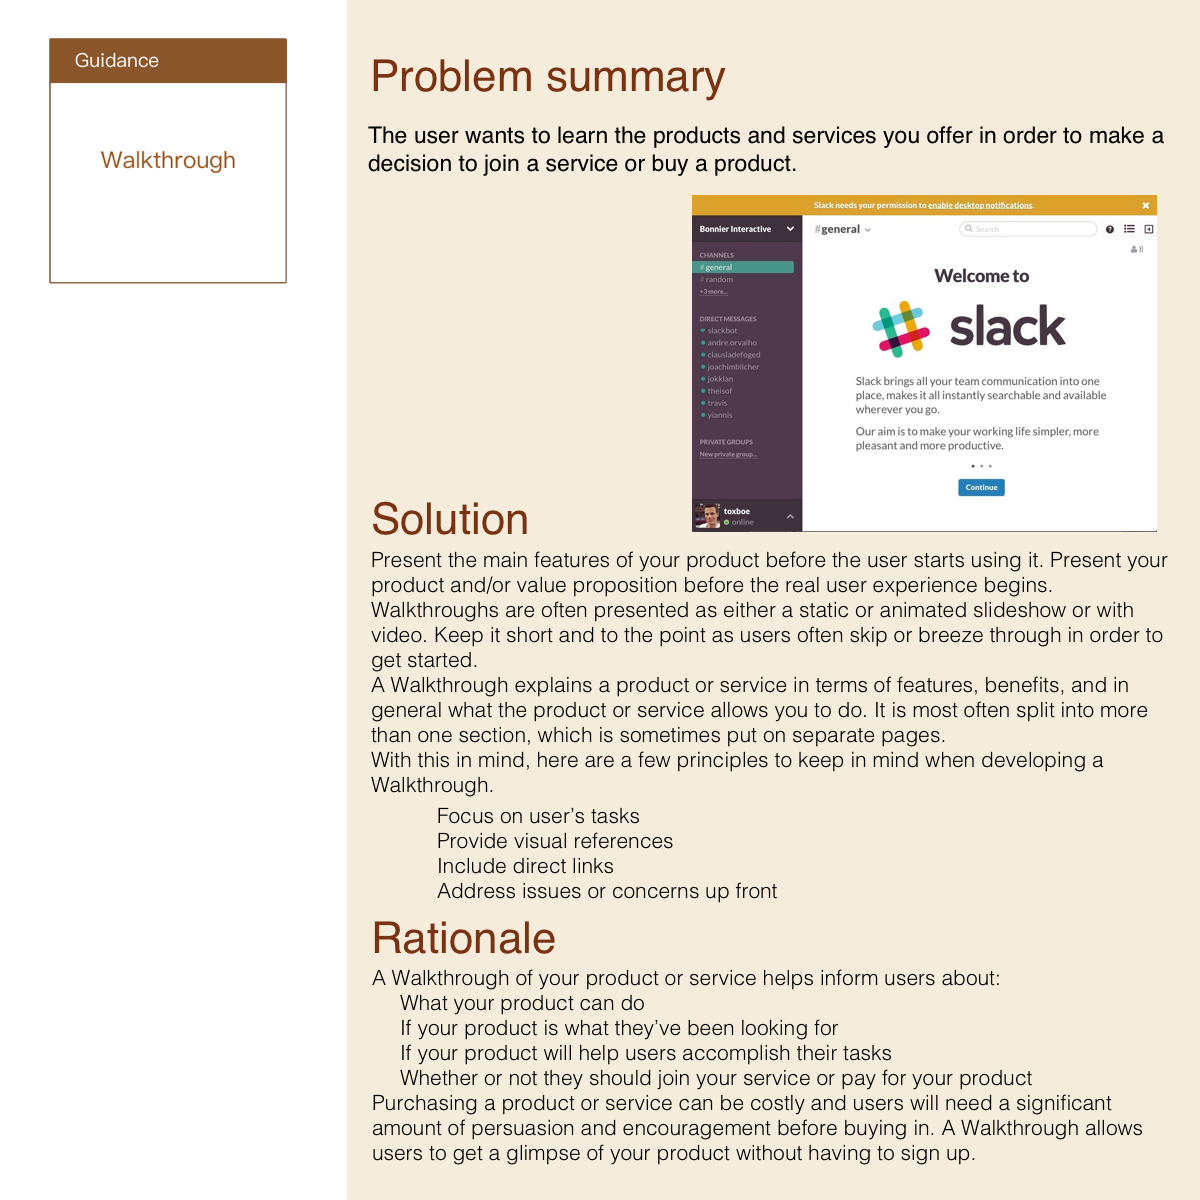 Guidance
Walkthrough
Problem summary
The user wants to learn the products and services you offer in order to make a
decision to join a service or buy a product.
Slack needs your permission to enable desktop notifications.
Bonnier Interactive
#general
Search
8
CHANNELS
# general
# random
+3 more...
DIRECT MESSAGES
slackbot
andre.orvalho
clausladefoged
joachimblicher
jokklan
theisof
travis
yiannis
PRIVATE GROUPS
New private group...
toxboe
online
Welcome to
slack
Slack brings all your team communication into one
place, makes it all instantly searchable and available
wherever you go.
Our aim is to make your working life simpler, more
pleasant and more productive.
Continue
Solution
Present the main features of your product before the user starts using it. Present your
product and/or value proposition before the real user experience begins.
Walkthroughs are often presented as either a static or animated slideshow or with
video. Keep it short and to the point as users often skip or breeze through in order to
get started.
A Walkthrough explains a product or service in terms of features, benefits, and in
general what the product or service allows you to do. It is most often split into more
than one section, which is sometimes put on separate pages.
With this in mind, here are a few principles to keep in mind when developing a
Walkthrough.
Focus on user’s tasks
Provide visual references
Include direct links
Address issues or concerns up front
Rationale
A Walkthrough of your product or service helps inform users about:
What your product can do
If your product is what they’ve been looking for
If your product will help users accomplish their tasks
Whether or not they should join your service or pay for your product
Purchasing a product or service can be costly and users will need a significant
amount of persuasion and encouragement before buying in. A Walkthrough allows
users to get a glimpse of your product without having to sign up.